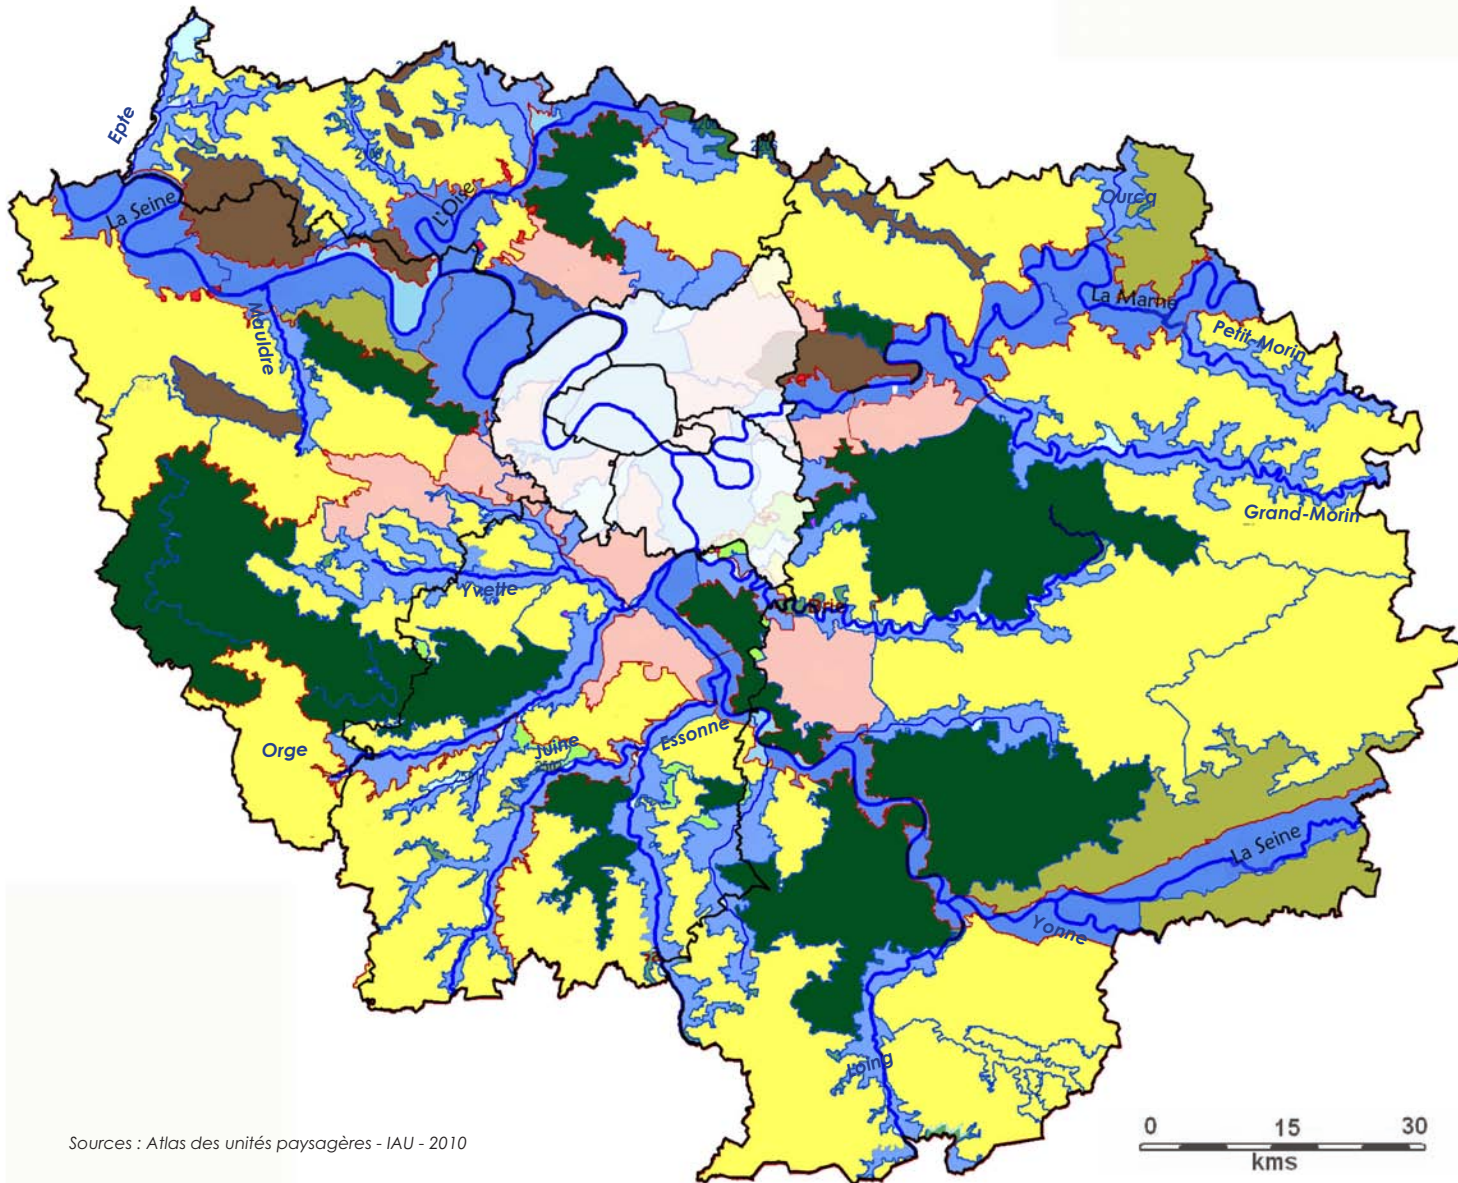 Epte
La Seine
L'Oise
Ourcq
La Marne
Petit-Morin
Mauldre
Grand-Morin
Yvette
Brie
Orge
Juine
Essonne
La Seine
Yonne
Loing
Sources : Atlas des unités paysagères - IAU - 2010
0 15 30
kms